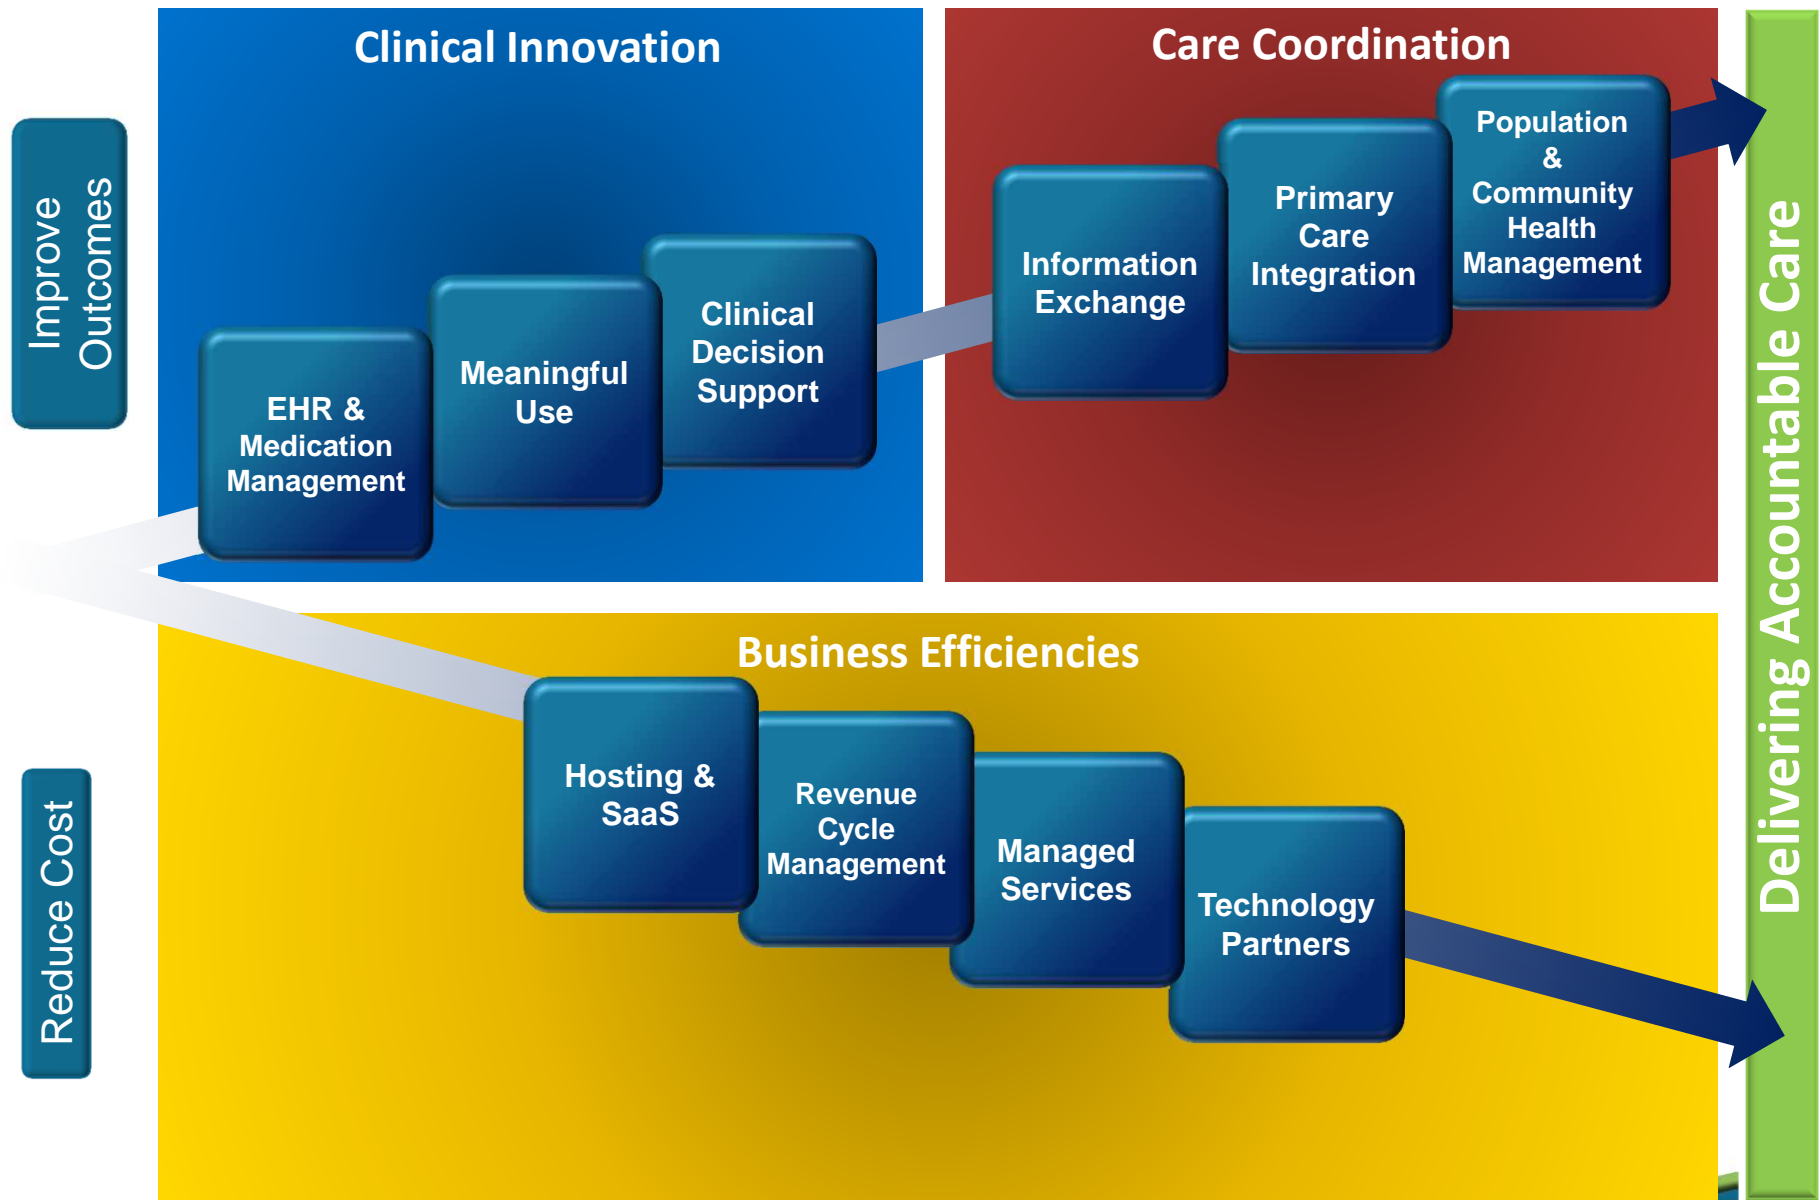 Clinical Innovation
Care Coordination
Improve
Outcomes
EHR &
Medication
Management
Meaningful
Use
Clinical
Decision
Support
Information
Exchange
Primary
Care
Integration
Population
&
Community
Health
Management
Business Efficiencies
Reduce Cost
Hosting &
SaaS
Revenue
Cycle
Management
Managed
Services
Technology
Partners
Delivering Accountable Care